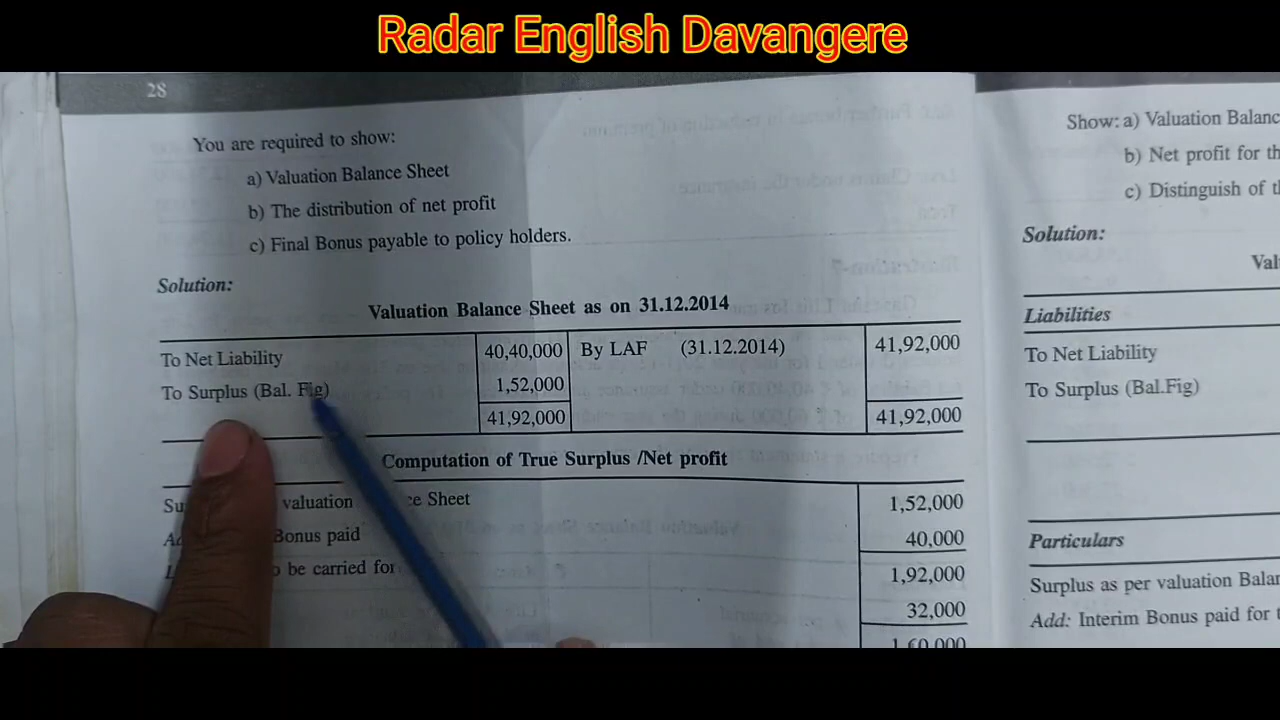 Radar English Davangere
28
You are required to show:
a) Valuation Balance Sheet
b) The distribution of net profit
c) Final Bonus payable to policy holders.
Solution:
Valuation Balance Sheet as on 31.12.2014
To Net Liability 40,40,000 By LAF (31.12.2014) 41,92,000
To Surplus (Bal. Fig) 1,52,000
41,92,000 41,92,000
Computation of True Surplus /Net profit
valuation Sheet 1,52,000
Bonus paid 40,000
1,92,000
be carried for 32,000
1,60,000
Show: a) Valuation Balanc
b) Net profit for th
c) Distinguish of t
Solution:
Val
Liabilities
To Net Liability
To Surplus (Bal.Fig)
Particulars
Surplus as per valuation Balan
Add: Interim Bonus paid for t